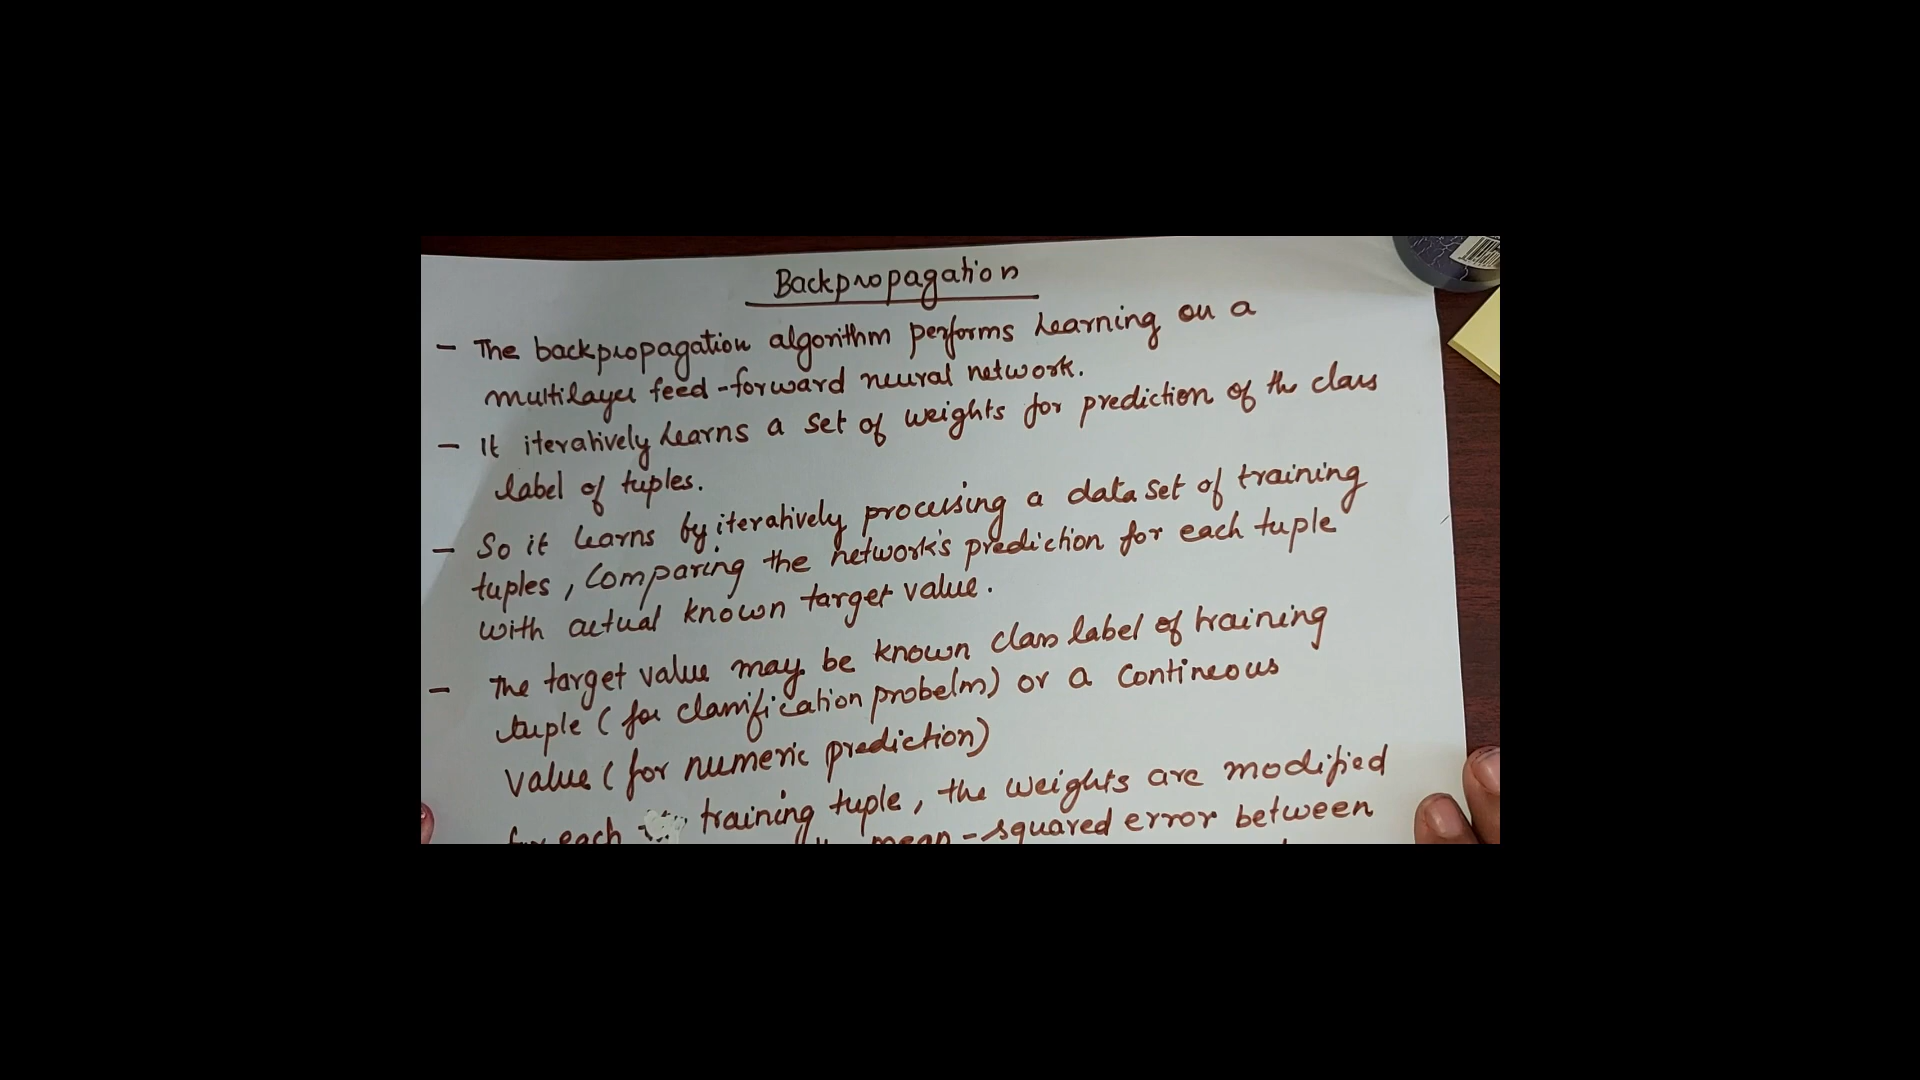 Backpropagation
- The backpropagation algorithm performs learning on a
multilayer feed-forward neural network.
- It iteratively learns a set of weights for prediction of the class
label of tuples.
- So it learns by iteratively processing a data set of training
tuples, Comparing the network's prediction for each tuple
with actual known target value.
- The target value may be known class label of training
tuple (for classification probelm) or a contineous
value (for numeric prediction)
for each training tuple, the weights are modified
mean-squared error between